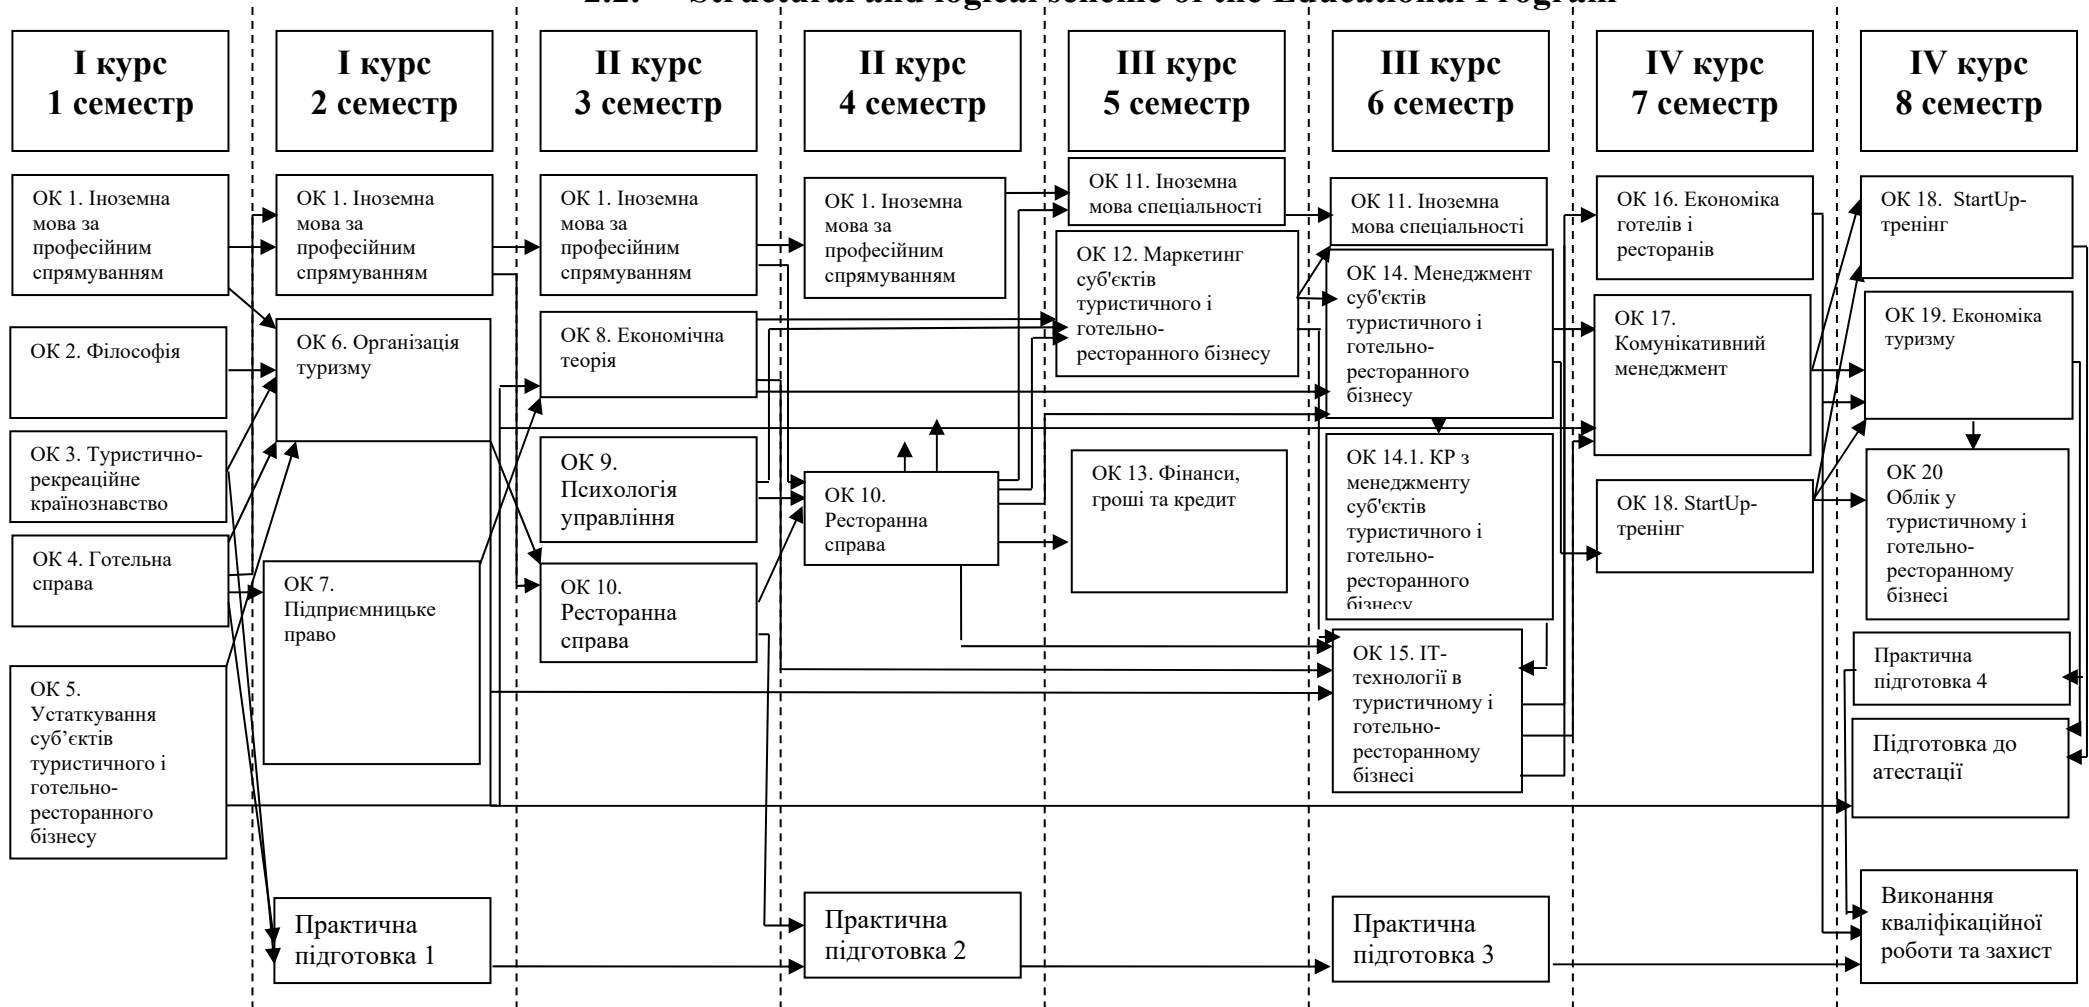 2.2. Structural and logical scheme of the Educational Program
І курс
1 семестр
І курс
2 семестр
ІІ курс
3 семестр
ІІ курс
4 семестр
ІІІ курс
5 семестр
ІІІ курс
6 семестр
IV курс
7 семестр
IV курс
8 семестр
ОК 1. Іноземна
мова за
професійним
спрямуванням
ОК 2. Філософія
ОК 3. Туристично-
рекреаційне
країнознавство
ОК 4. Готельна
справа
ОК 5.
Устаткування
суб’єктів
туристичного і
готельно-
ресторанного
бізнесу
ОК 1. Іноземна
мова за
професійним
спрямуванням
ОК 6. Організація
туризму
ОК 7.
Підприємницьке
право
Практична
підготовка 1
ОК 1. Іноземна
мова за
професійним
спрямуванням
ОК 8. Економічна
теорія
ОК 9.
Психологія
управління
ОК 10.
Ресторанна
справа
ОК 1. Іноземна
мова за
професійним
спрямуванням
ОК 10.
Ресторанна
справа
Практична
підготовка 2
ОК 11. Іноземна
мова спеціальності
ОК 12. Маркетинг
суб'єктів
туристичного і
готельно-
ресторанного бізнесу
ОК 13. Фінанси,
гроші та кредит
ОК 11. Іноземна
мова спеціальності
ОК 14. Менеджмент
суб'єктів
туристичного і
готельно-
ресторанного
бізнесу
ОК 14.1. КР з
менеджменту
суб'єктів
туристичного і
готельно-
ресторанного
бізнесу
ОК 15. ІТ-
технології в
туристичному і
готельно-
ресторанному
бізнесі
Практична
підготовка 3
ОК 16. Економіка
готелів і
ресторанів
ОК 17.
Комунікативний
менеджмент
ОК 18. StartUp-
тренінг
ОК 18. StartUp-
тренінг
ОК 19. Економіка
туризму
ОК 20
Облік у
туристичному і
готельно-
ресторанному
бізнесі
Практична
підготовка 4
Підготовка до
атестації
Виконання
кваліфікаційної
роботи та захист